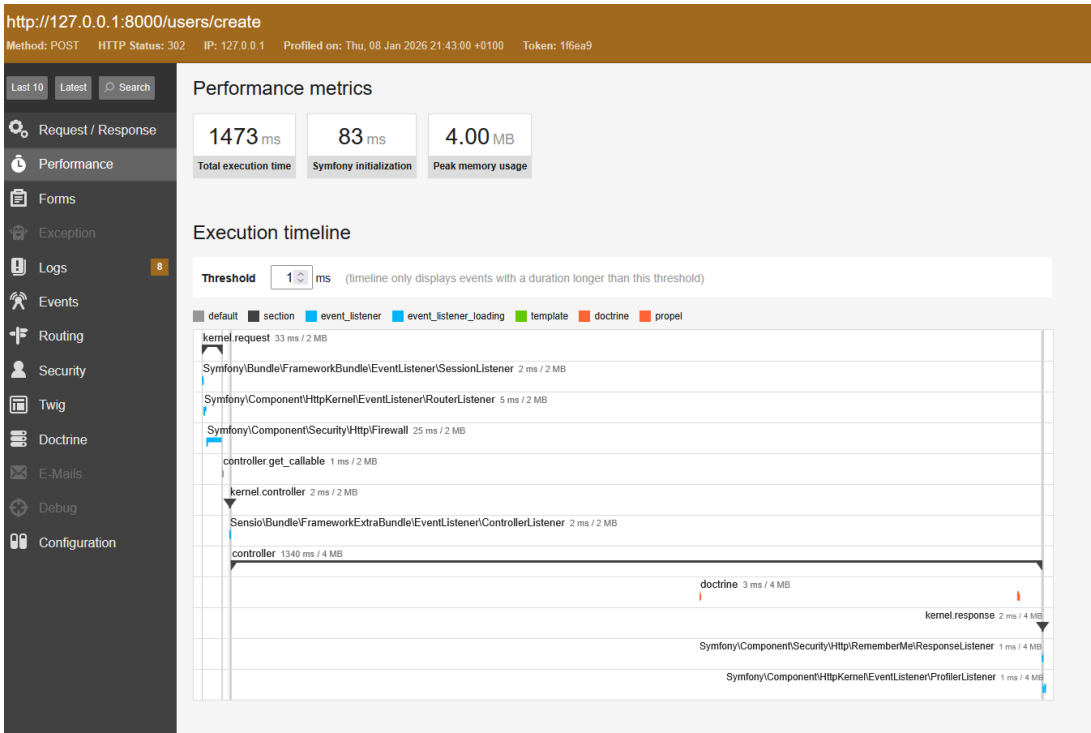 http://127.0.0.1:8000/users/create
Method: POST HTTP Status: 302 IP: 127.0.0.1 Profiled on: Thu, 08 Jan 2026 21:43:00 +0100 Token: 1f6ea9
Last 10 Latest Search
Request / Response
Performance
Forms
Exception
Logs 8
Events
Routing
Security
Twig
Doctrine
E-Mails
Debug
Configuration
Performance metrics
1473 ms 83 ms 4.00 MB
Total execution time Symfony initialization Peak memory usage
Execution timeline
Threshold 1 ms (timeline only displays events with a duration longer than this threshold)
default section event_listener event_listener_loading template doctrine propel
kernel.request 33 ms / 2 MB
Symfony\Bundle\FrameworkBundle\EventListener\SessionListener 2 ms / 2 MB
Symfony\Component\HttpKernel\EventListener\RouterListener 5 ms / 2 MB
Symfony\Component\Security\Http\Firewall 25 ms / 2 MB
controller.get_callable 1 ms / 2 MB
kernel.controller 2 ms / 2 MB
Sensio\Bundle\FrameworkExtraBundle\EventListener\ControllerListener 2 ms / 2 MB
controller 1340 ms / 4 MB
doctrine 3 ms / 4 MB
kernel.response 2 ms / 4 MB
Symfony\Component\Security\Http\RememberMe\ResponseListener 1 ms / 4 MB
Symfony\Component\HttpKernel\EventListener\ProfilerListener 1 ms / 4 MB